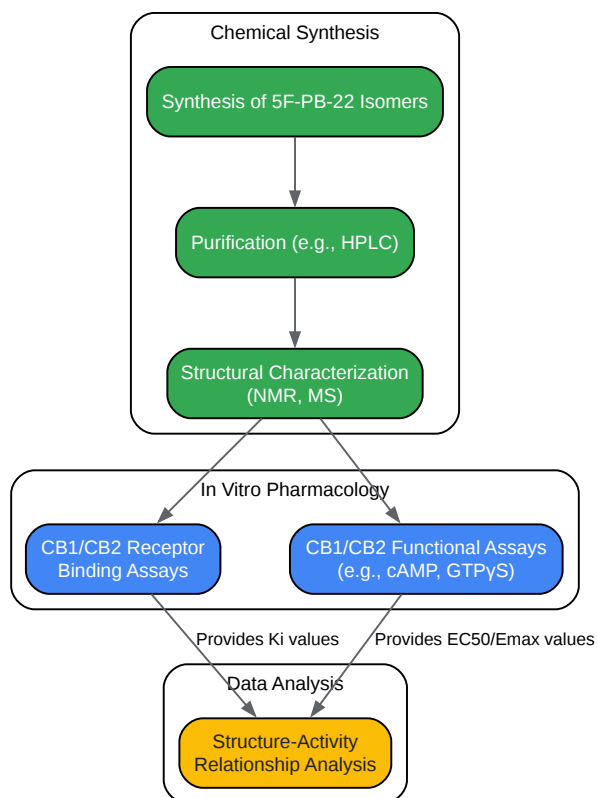 Chemical Synthesis
Synthesis of 5F-PB-22 Isomers
Purification (e.g., HPLC)
Structural Characterization
(NMR, MS)
In Vitro Pharmacology
CB1/CB2 Receptor
Binding Assays
CB1/CB2 Functional Assays
(e.g., cAMP, GTPγS)
Provides Ki values
Provides EC50/Emax values
Data Analysis
Structure-Activity
Relationship Analysis